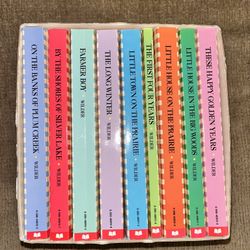 ON THE BANKS OF PLUM CREEK • WILDER
BY THE SHORES OF SILVER LAKE • WILDER
FARMER BOY • WILDER
THE LONG WINTER • WILDER
LITTLE TOWN ON THE PRAIRIE • WILDER
THE FIRST FOUR YEARS • WILDER
LITTLE HOUSE ON THE PRAIRIE • WILDER
LITTLE HOUSE IN THE BIG WOODS • WILDER
THESE HAPPY GOLDEN YEARS • WILDER